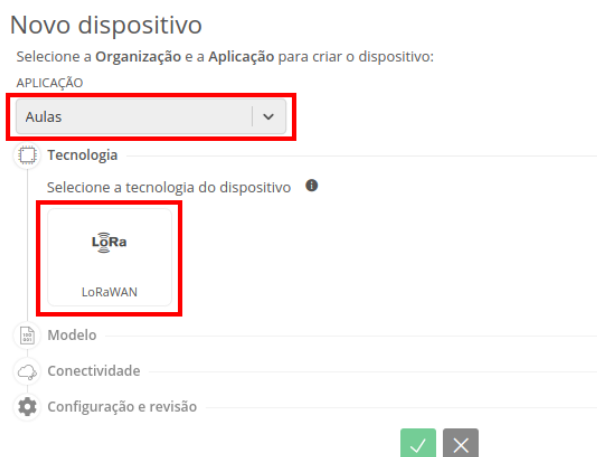 Novo dispositivo
Selecione a Organização e a Aplicação para criar o dispositivo:
APLICAÇÃO
Aulas
Tecnologia
Selecione a tecnologia do dispositivo
LoRa
LoRaWAN
Modelo
Conectividade
Configuração e revisão